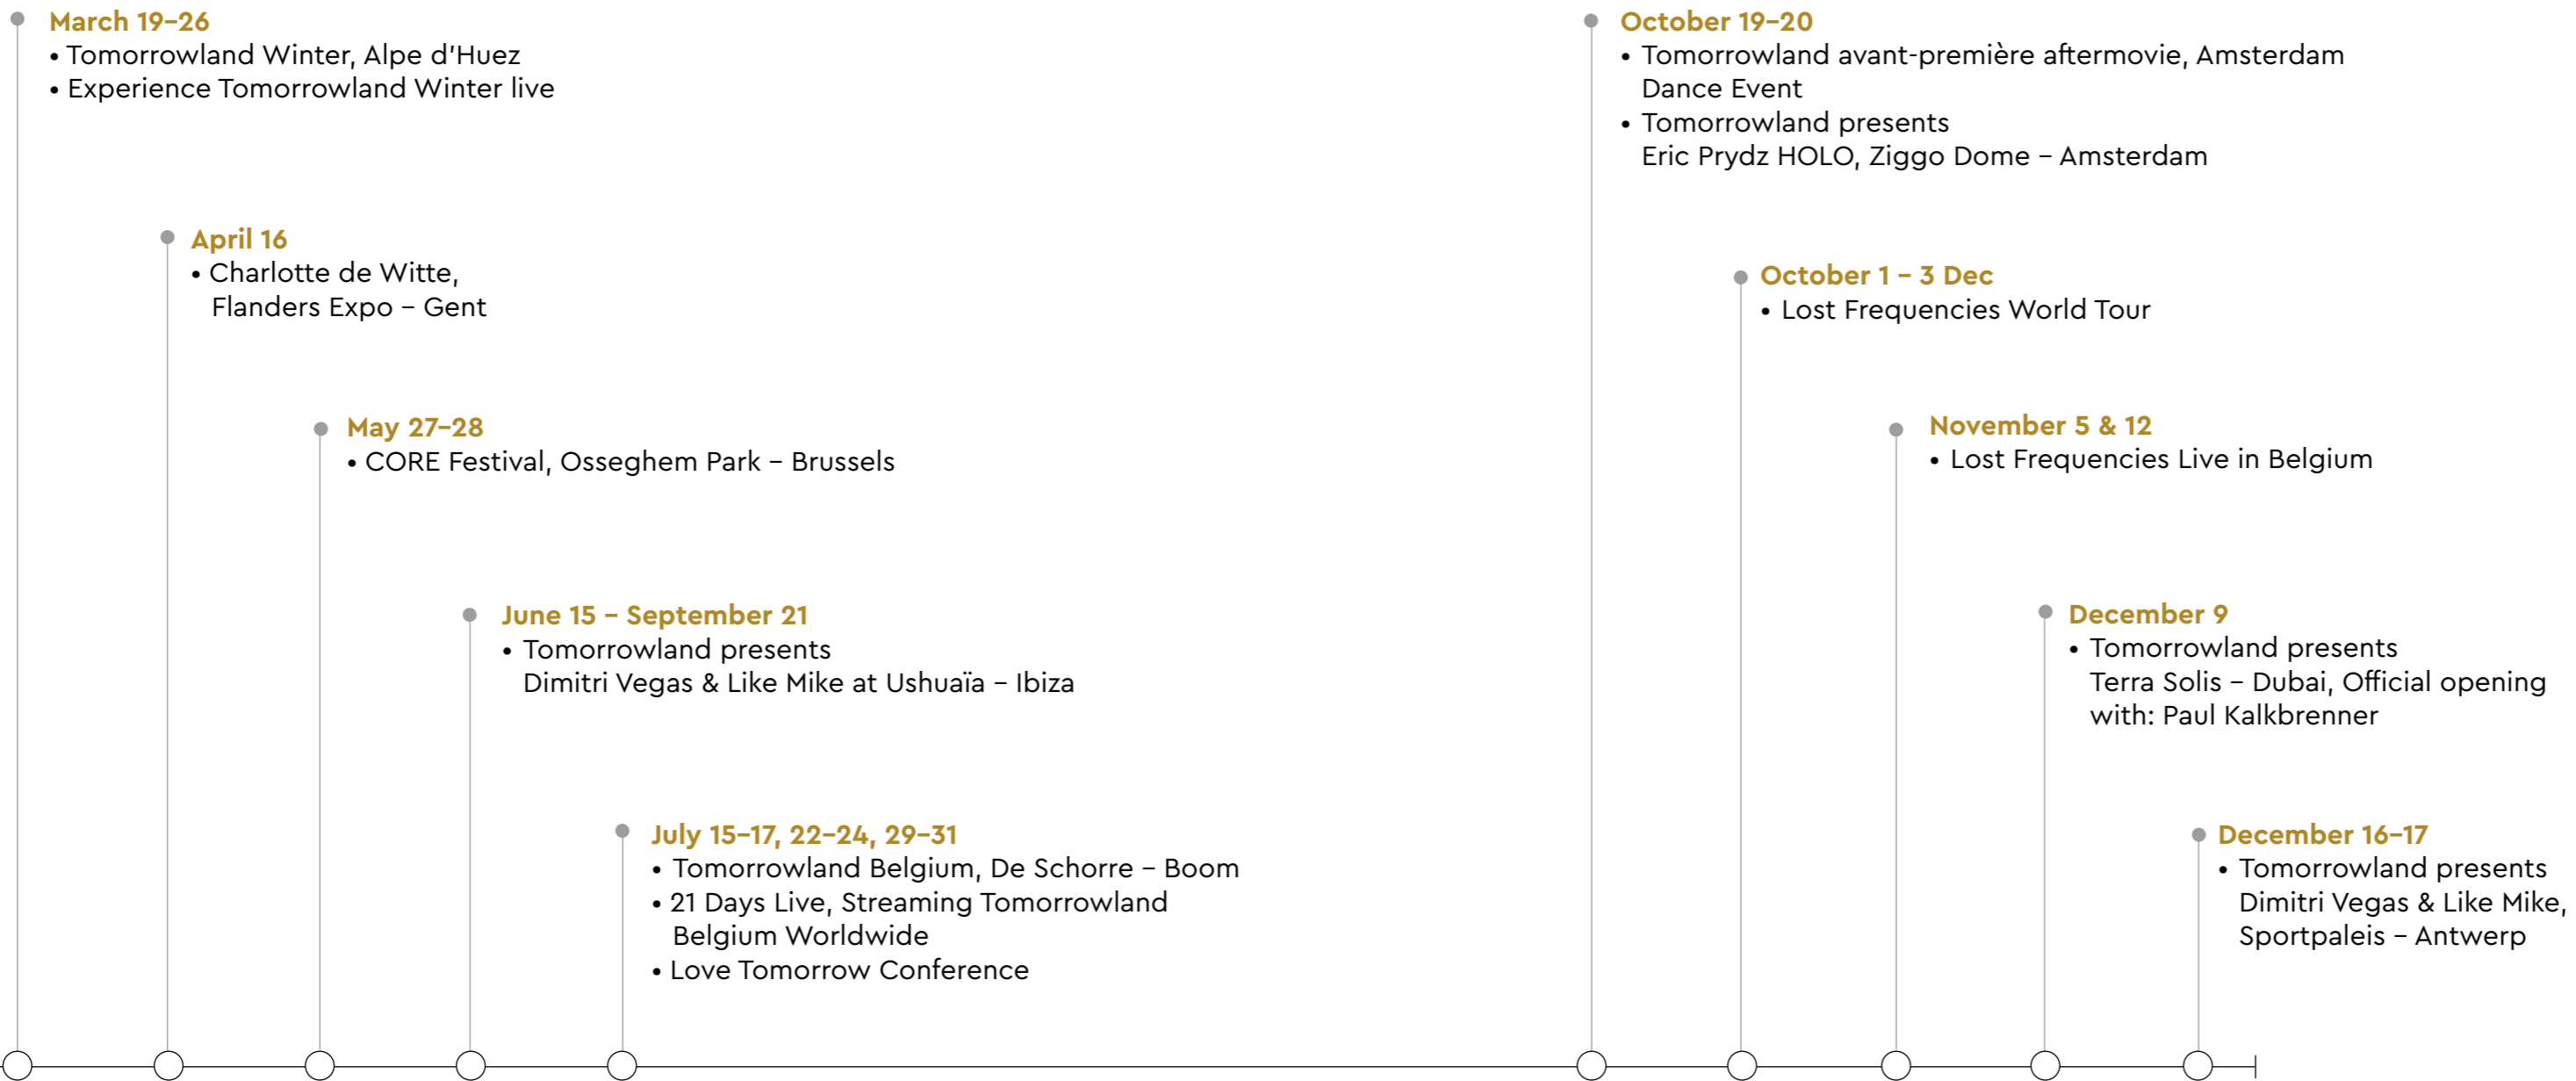 March 19–26
• Tomorrowland Winter, Alpe d’Huez
• Experience Tomorrowland Winter live
April 16
• Charlotte de Witte,
Flanders Expo – Gent
May 27–28
• CORE Festival, Osseghem Park – Brussels
June 15 – September 21
• Tomorrowland presents
Dimitri Vegas & Like Mike at Ushuaïa – Ibiza
July 15–17, 22–24, 29–31
• Tomorrowland Belgium, De Schorre – Boom
• 21 Days Live, Streaming Tomorrowland
Belgium Worldwide
• Love Tomorrow Conference
October 19–20
• Tomorrowland avant-première aftermovie, Amsterdam
Dance Event
• Tomorrowland presents
Eric Prydz HOLO, Ziggo Dome – Amsterdam
October 1 – 3 Dec
• Lost Frequencies World Tour
November 5 & 12
• Lost Frequencies Live in Belgium
December 9
• Tomorrowland presents
Terra Solis – Dubai, Official opening
with: Paul Kalkbrenner
December 16–17
• Tomorrowland presents
Dimitri Vegas & Like Mike,
Sportpaleis – Antwerp